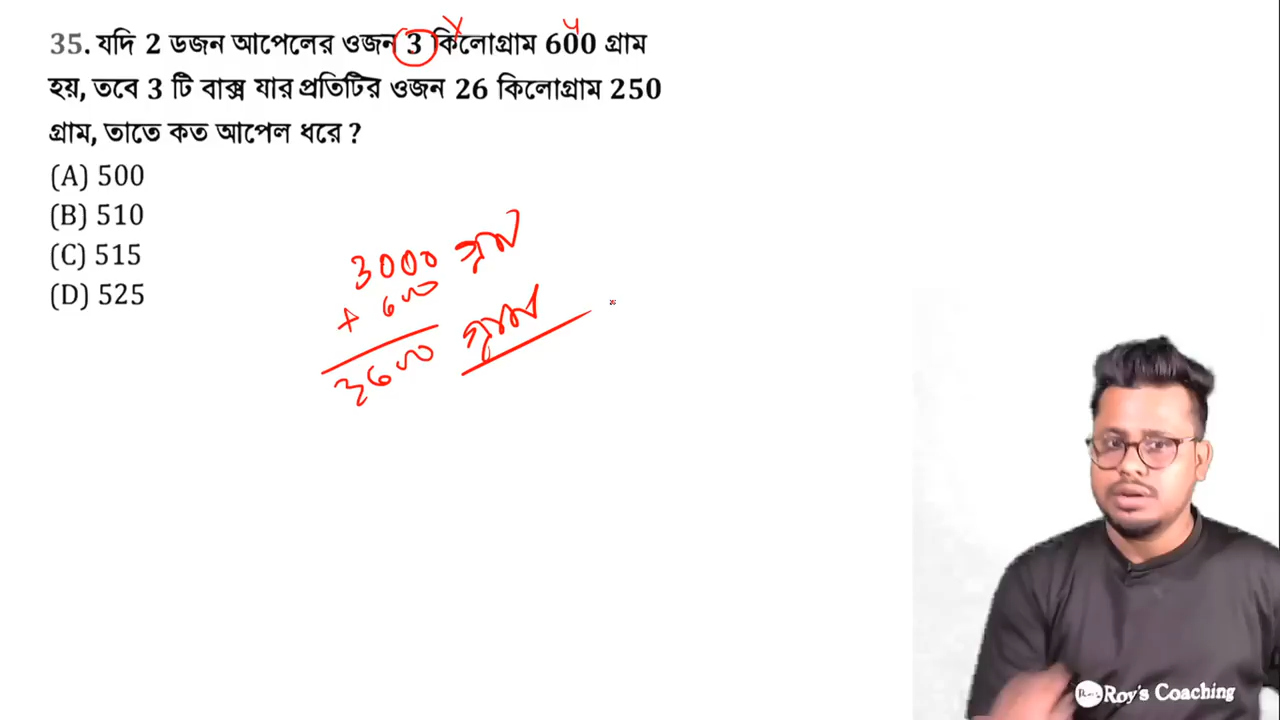 35. যদি 2 ডজন আপেলের ওজন 3 কিলোগ্রাম 600 গ্রাম
হয়, তবে 3 টি বাক্স যার প্রতিটির ওজন 26 কিলোগ্রাম 250
গ্রাম, তাতে কত আপেল ধরে ?
(A) 500
(B) 510
(C) 515
(D) 525
3000 গ্রাম
+ 600
3600 গ্রাম
Roy's Coaching